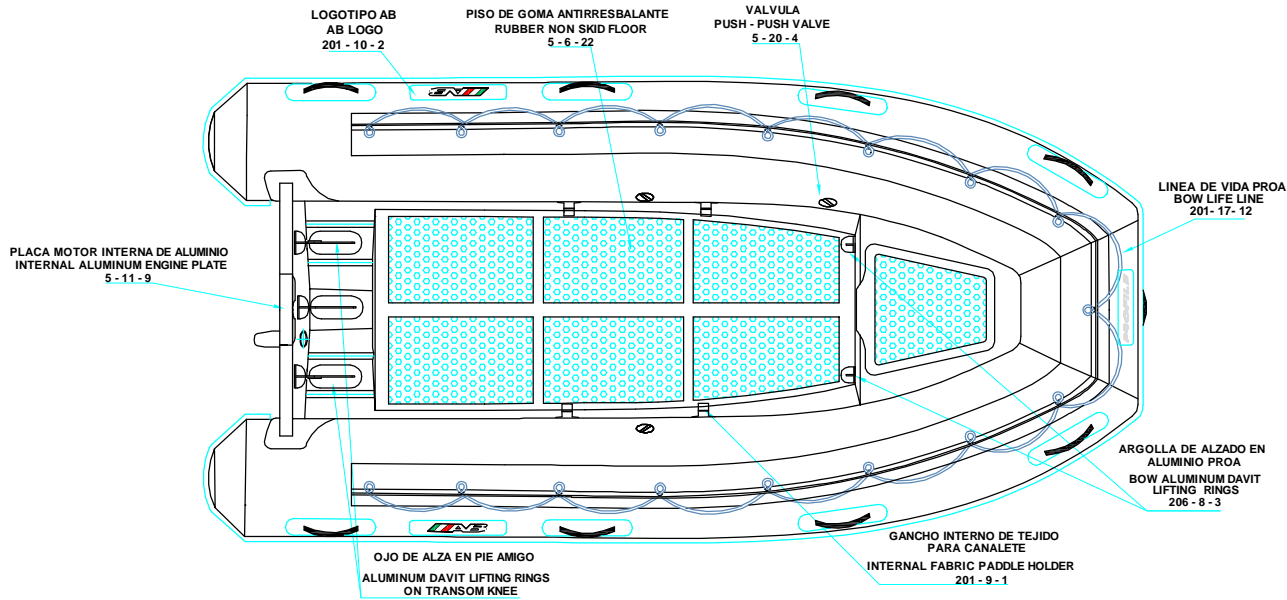 LOGOTIPO AB
AB LOGO
201 - 10 - 2
PISO DE GOMA ANTIRRESBALANTE
RUBBER NON SKID FLOOR
5 - 6 - 22
VALVULA
PUSH - PUSH VALVE
5 - 20 - 4
AB
LINEA DE VIDA PROA
BOW LIFE LINE
201- 17 - 12
PLACA MOTOR INTERNA DE ALUMINIO
INTERNAL ALUMINUM ENGINE PLATE
5 - 11 - 9
PROFILE
ARGOLLA DE ALZADO EN
ALUMINIO PROA
BOW ALUMINUM DAVIT
LIFTING RINGS
206 - 8 - 3
AB
OJO DE ALZA EN PIE AMIGO
ALUMINUM DAVIT LIFTING RINGS
ON TRANSOM KNEE
GANCHO INTERNO DE TEJIDO
PARA CANALETE
INTERNAL FABRIC PADDLE HOLDER
201 - 9 - 1